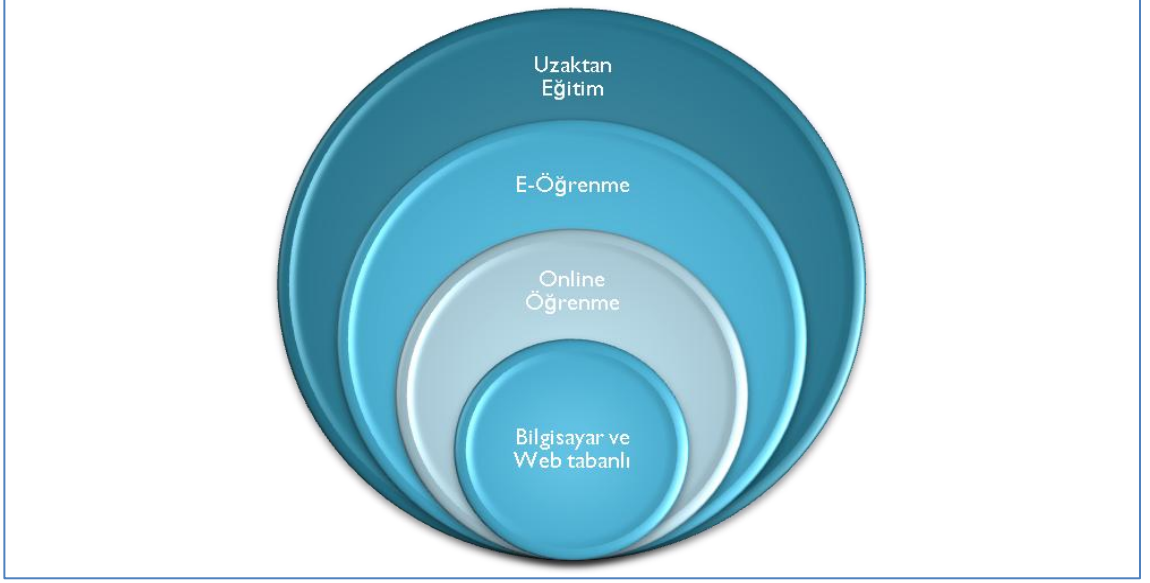 Uzaktan
Eğitim
E-Öğrenme
Online
Öğrenme
Bilgisayar ve
Web tabanlı